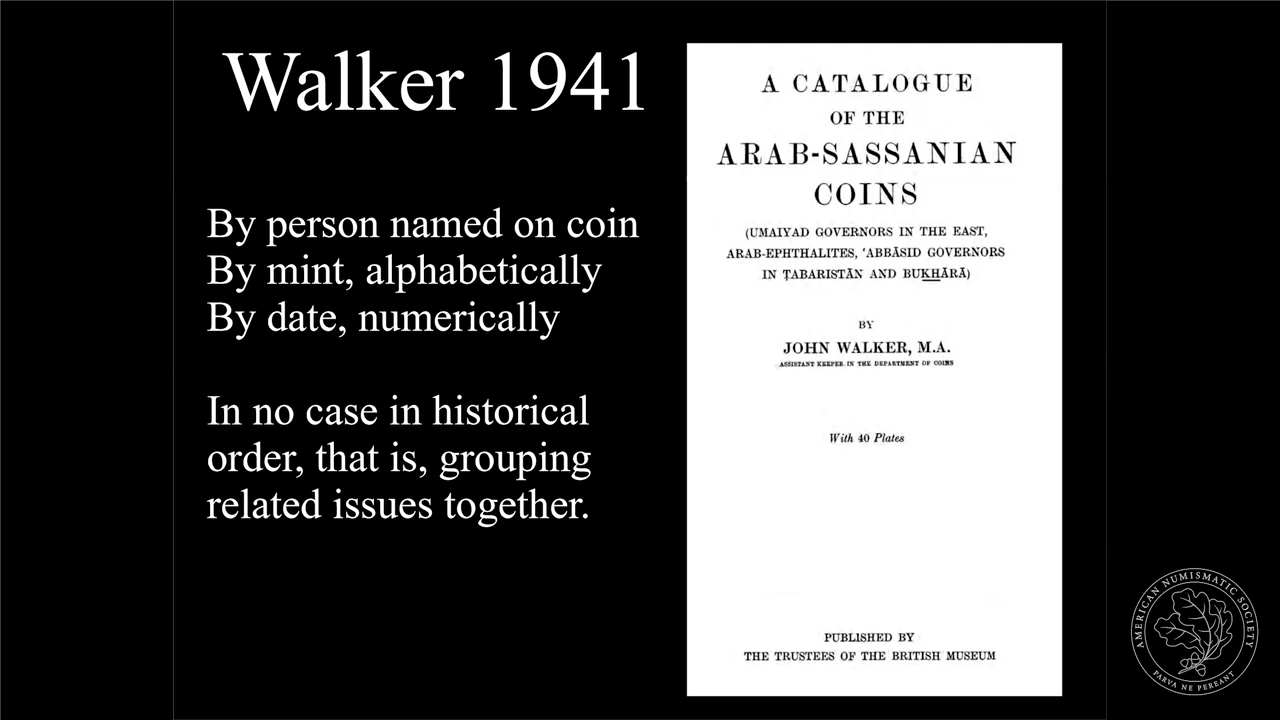 Walker 1941
By person named on coin
By mint, alphabetically
By date, numerically
In no case in historical
order, that is, grouping
related issues together.
A CATALOGUE
OF THE
ARAB-SASSANIAN
COINS
(UMAIYAD GOVERNORS IN THE EAST,
ARAB-EPHTHALITES, ʿABBĀSID GOVERNORS
IN ṬABARISTĀN AND BUKHĀRĀ)
BY
JOHN WALKER, M.A.
ASSISTANT KEEPER IN THE DEPARTMENT OF COINS
With 40 Plates
PUBLISHED BY
THE TRUSTEES OF THE BRITISH MUSEUM
AMERICAN NUMISMATIC SOCIETY
PARVA NE PEREANT